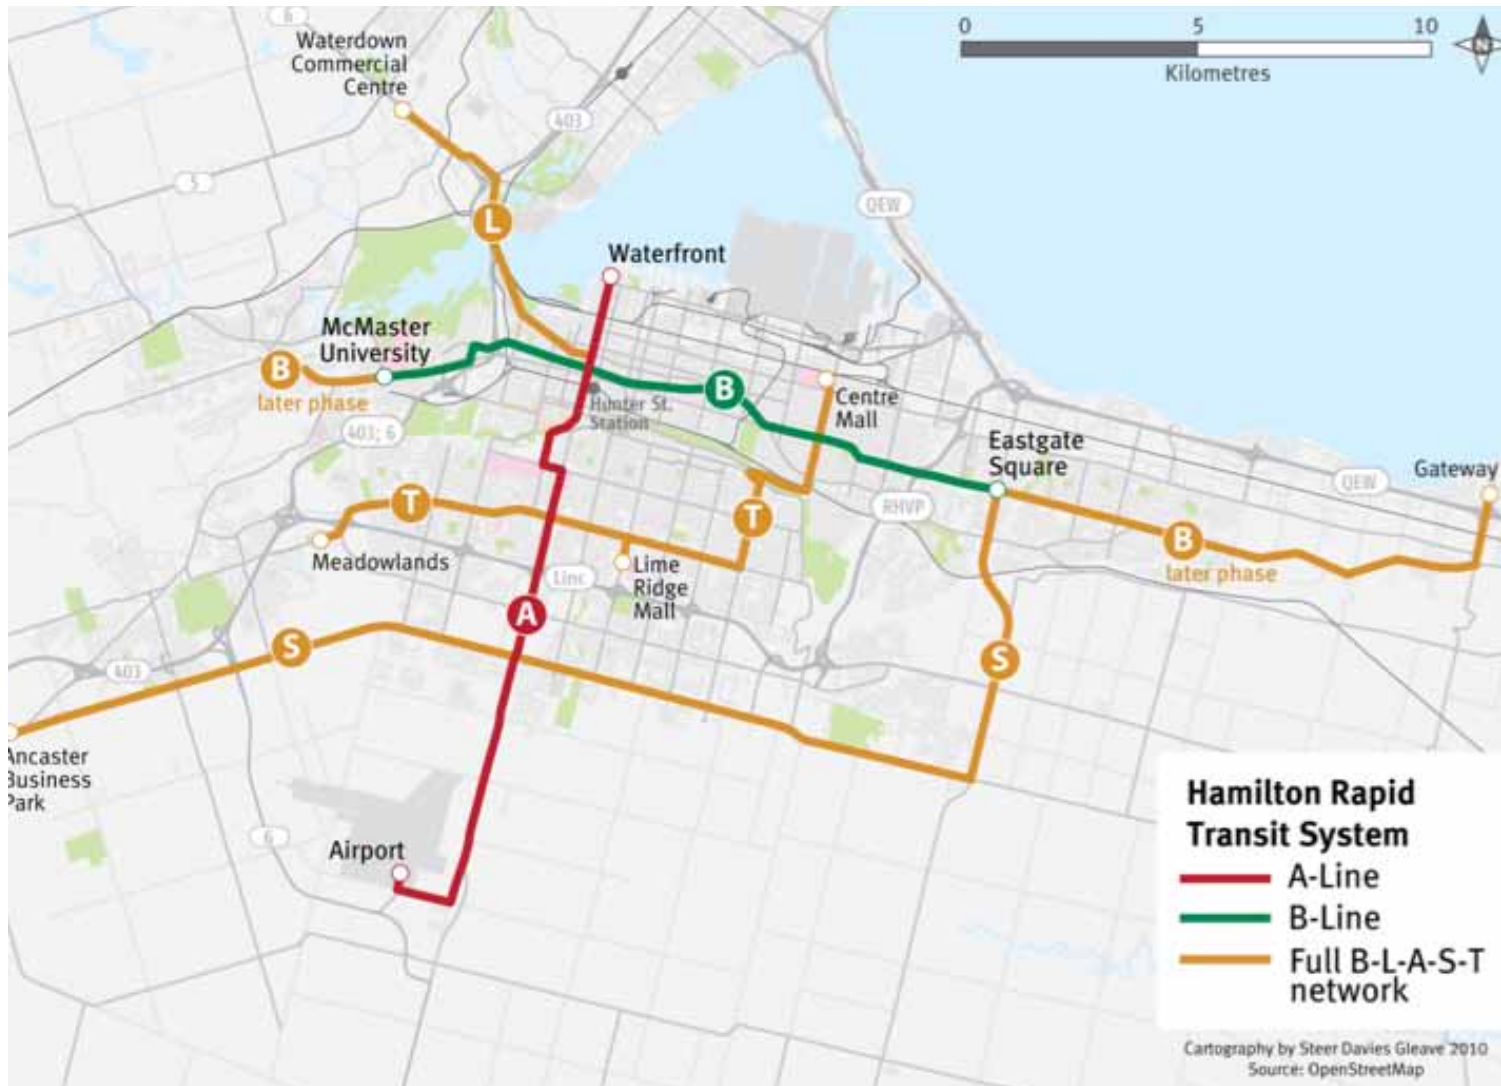 6
Waterdown
Commercial
Centre
0 5 10
Kilometres
N
403
5
L
QEW
Waterfront
McMaster
University
B
later phase
403; 6
Hunter St.
Station
B
Centre
Mall
Eastgate
Square
Gateway
QEW
RHVP
T
T
Meadowlands
Linc
Lime
Ridge
Mall
B
later phase
A
S
S
403
Ancaster
Business
Park
6
Airport
Hamilton Rapid
Transit System
A-Line
B-Line
Full B-L-A-S-T
network
Cartography by Steer Davies Gleave 2010
Source: OpenStreetMap